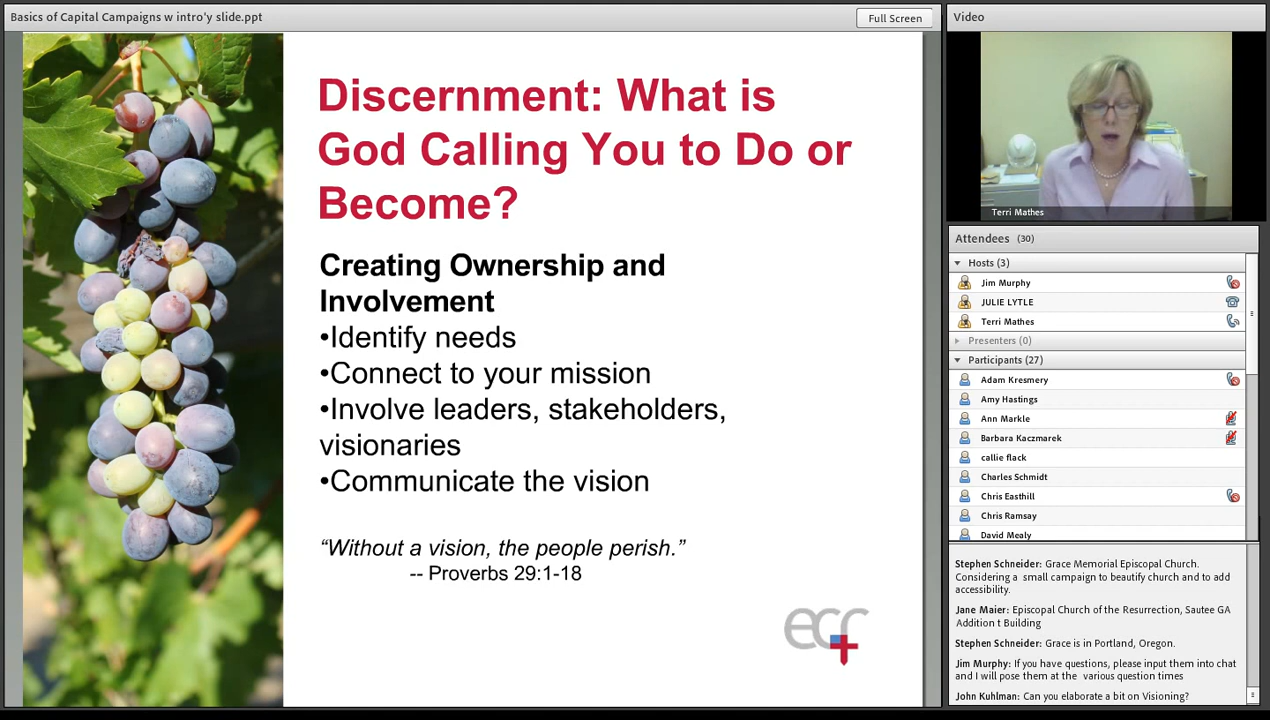 Basics of Capital Campaigns w intro'y slide.ppt
Full Screen
Discernment: What is
God Calling You to Do or
Become?
Creating Ownership and
Involvement
•Identify needs
•Connect to your mission
•Involve leaders, stakeholders,
visionaries
•Communicate the vision
“Without a vision, the people perish.”
-- Proverbs 29:1-18
ecf
Video
Terri Mathes
Attendees (30)
Hosts (3)
Jim Murphy
JULIE LYTLE
Terri Mathes
Presenters (0)
Participants (27)
Adam Kresmery
Amy Hastings
Ann Markle
Barbara Kaczmarek
callie flack
Charles Schmidt
Chris Easthill
Chris Ramsay
David Mealy
Stephen Schneider: Grace Memorial Episcopal Church.
Considering a small campaign to beautify church and to add
accessibility.
Jane Maier: Episcopal Church of the Resurrection, Sautee GA
Addition t Building
Stephen Schneider: Grace is in Portland, Oregon.
Jim Murphy: If you have questions, please input them into chat
and I will pose them at the various question times
John Kuhlman: Can you elaborate a bit on Visioning?